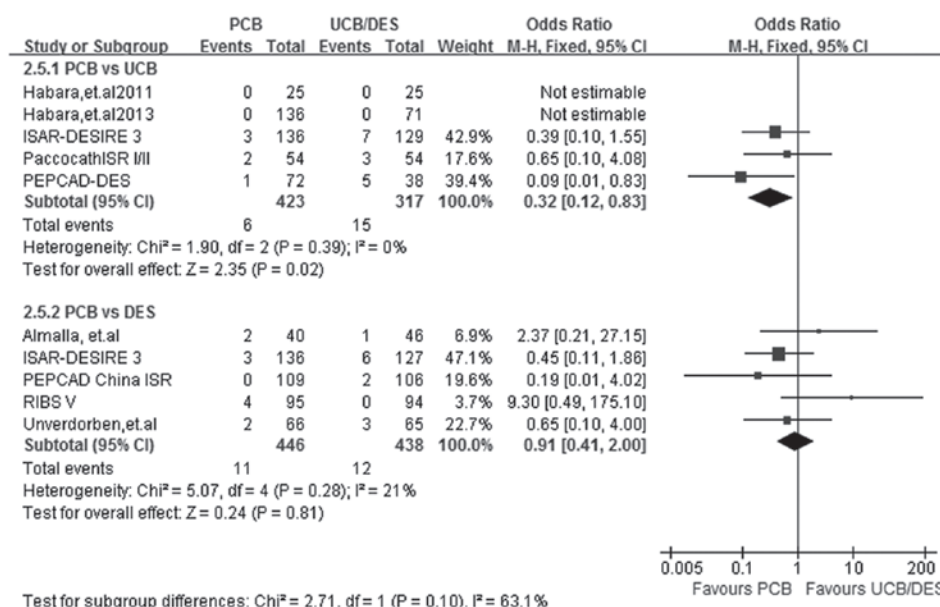 PCB UCB/DES Odds Ratio Odds Ratio
Study or Subgroup Events Total Events Total Weight M-H, Fixed, 95% CI M-H, Fixed, 95% CI
2.5.1 PCB vs UCB
Habara,et.al2011 0 25 0 25 Not estimable
Habara,et.al2013 0 136 0 71 Not estimable
ISAR-DESIRE 3 3 136 7 129 42.9% 0.39 [0.10, 1.55]
PaccocathISR I/II 2 54 3 54 17.6% 0.65 [0.10, 4.08]
PEPCAD-DES 1 72 5 38 39.4% 0.09 [0.01, 0.83]
Subtotal (95% CI) 423 317 100.0% 0.32 [0.12, 0.83]
Total events 6 15
Heterogeneity: Chi² = 1.90, df = 2 (P = 0.39); I² = 0%
Test for overall effect: Z = 2.35 (P = 0.02)
2.5.2 PCB vs DES
Almalla, et.al 2 40 1 46 6.9% 2.37 [0.21, 27.15]
ISAR-DESIRE 3 3 136 6 127 47.1% 0.45 [0.11, 1.86]
PEPCAD China ISR 0 109 2 106 19.6% 0.19 [0.01, 4.02]
RIBS V 4 95 0 94 3.7% 9.30 [0.49, 175.10]
Unverdorben,et.al 2 66 3 65 22.7% 0.65 [0.10, 4.00]
Subtotal (95% CI) 446 438 100.0% 0.91 [0.41, 2.00]
Total events 11 12
Heterogeneity: Chi² = 5.07, df = 4 (P = 0.28); I² = 21%
Test for overall effect: Z = 0.24 (P = 0.81)
0.005 0.1 1 10 200
Favours PCB Favours UCB/DES
Test for subgroup differences: Chi² = 2.71, df = 1 (P = 0.10), I² = 63.1%